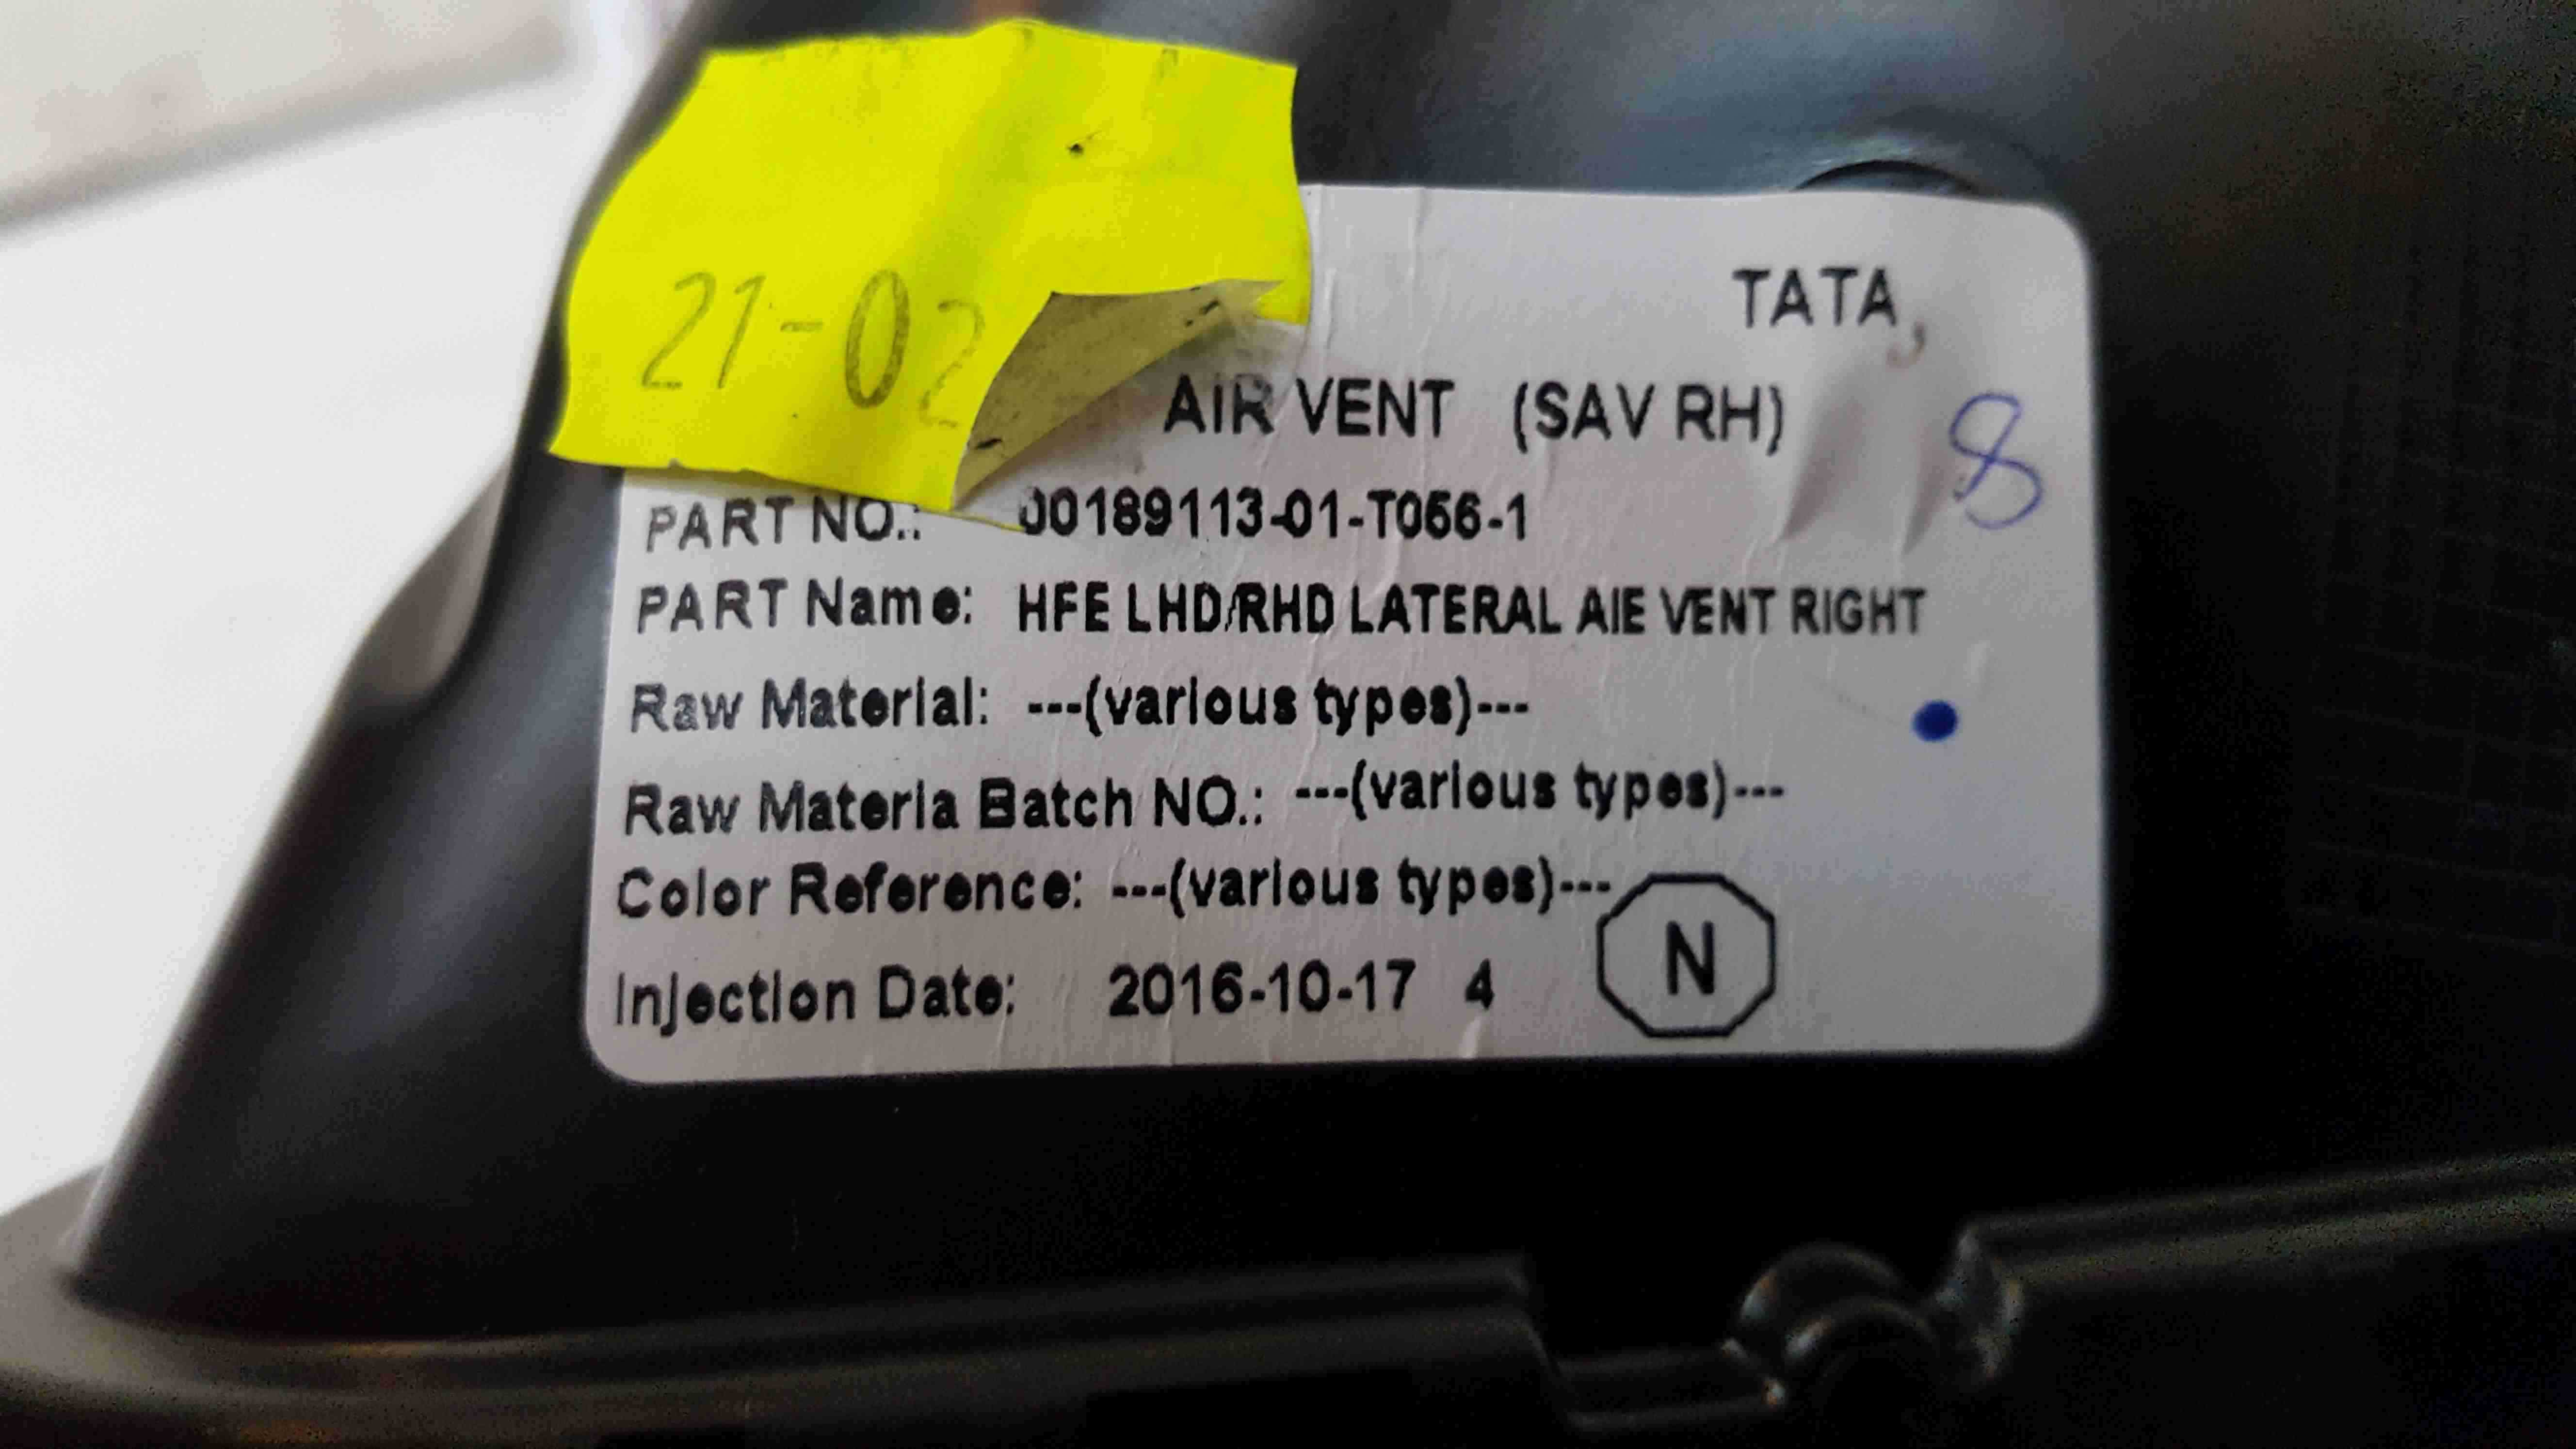 21-02
TATA
AIR VENT (SAV RH)
8
PART NO.: 00189113-01-T056-1
PART Name: HFE LHD/RHD LATERAL AIE VENT RIGHT
Raw Material: ---(various types)---
Raw Materia Batch NO.: ---(various types)---
Color Reference: ---(various types)---
Injection Date: 2016-10-17 4 N